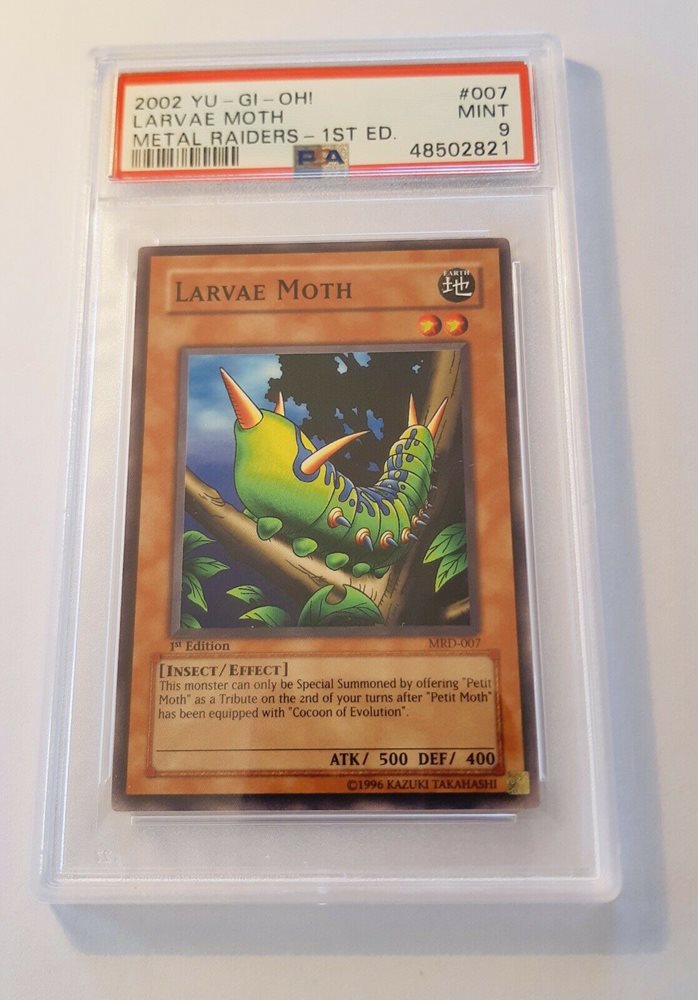 2002 YU-GI-OH! #007
LARVAE MOTH MINT
METAL RAIDERS-1ST ED. 9
PSA 48502821
LARVAE MOTH
EARTH
地
1st Edition MRD-007
[INSECT/EFFECT]
This monster can only be Special Summoned by offering "Petit
Moth" as a Tribute on the 2nd of your turns after "Petit Moth"
has been equipped with "Cocoon of Evolution".
ATK/ 500 DEF/ 400
©1996 KAZUKI TAKAHASHI